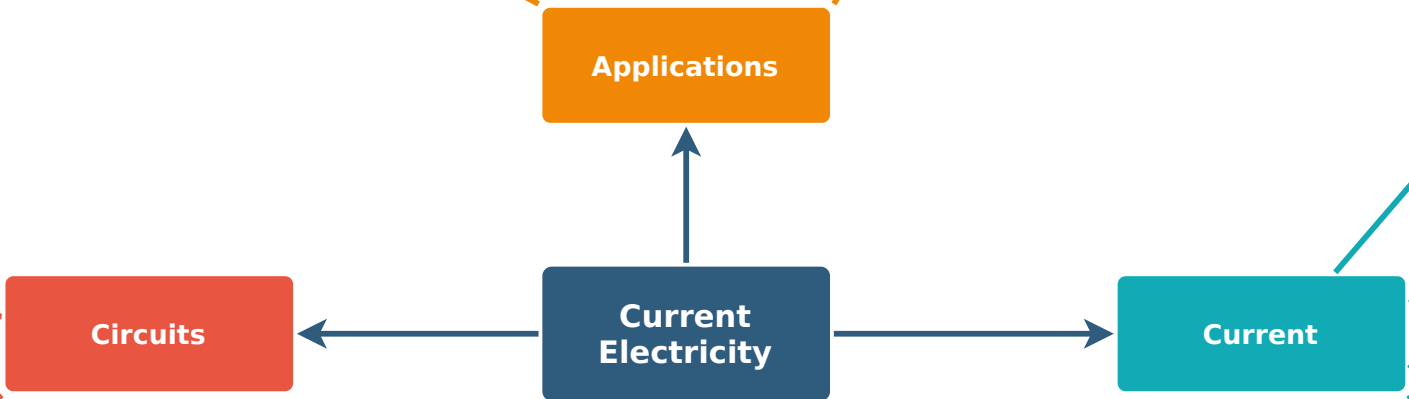 Applications
Circuits
Current
Electricity
Current